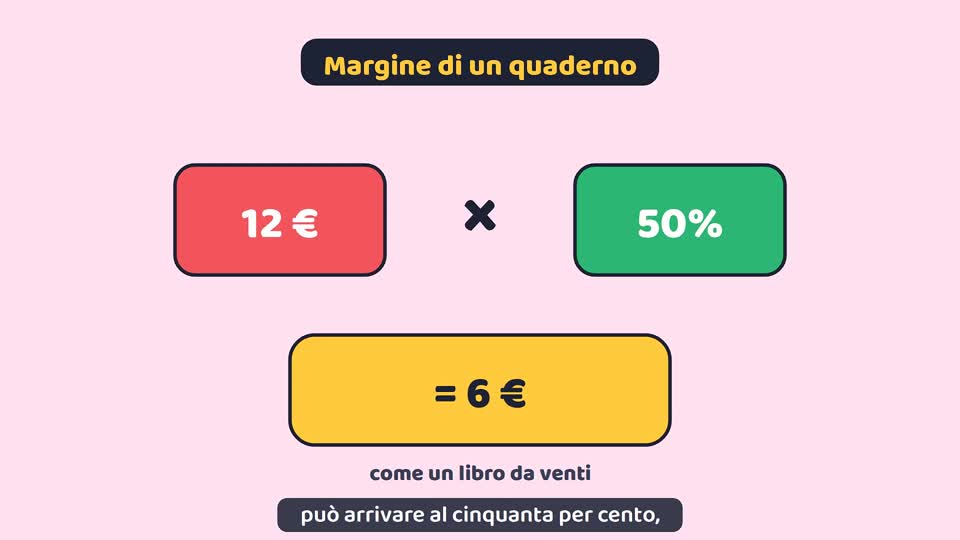 Margine di un quaderno
12 € × 50%
= 6 €
come un libro da venti
può arrivare al cinquanta per cento,